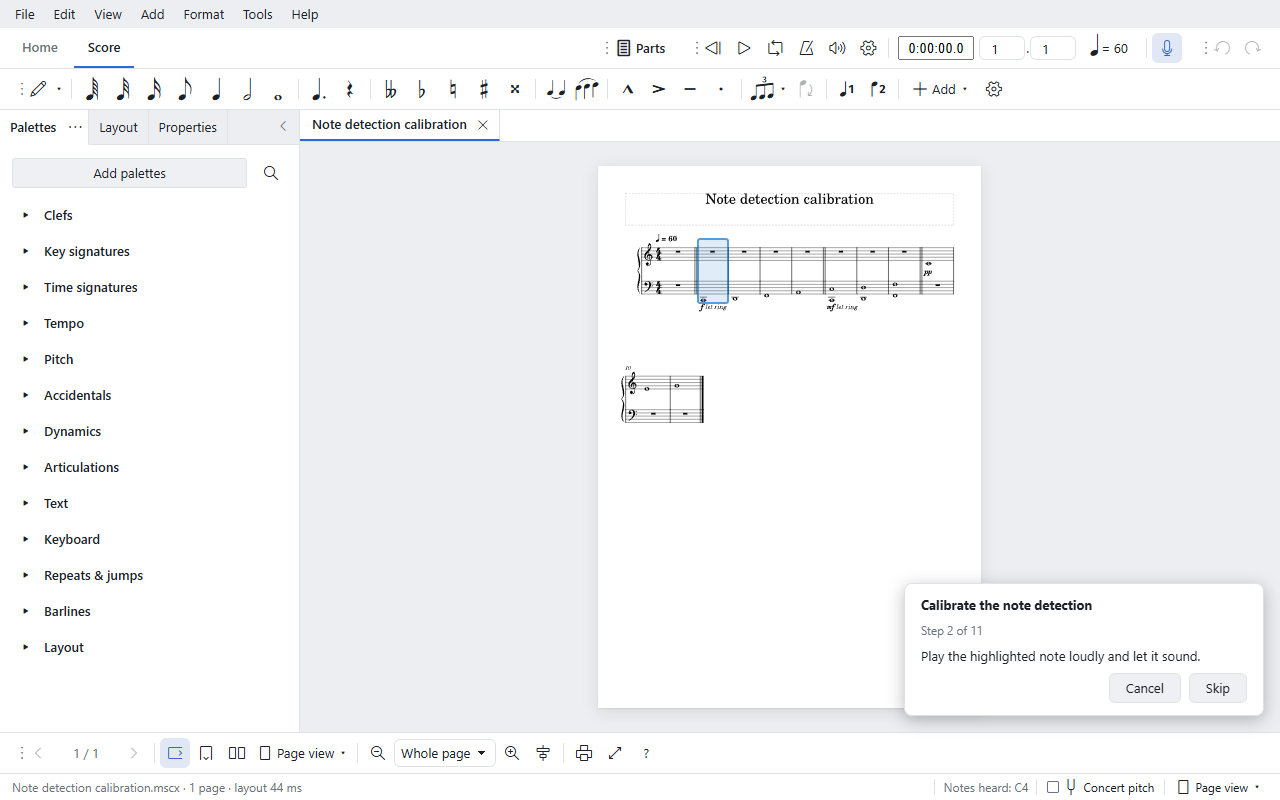 File Edit View Add Format Tools Help
Home Score Parts 0:00:00.0 1 . 1 = 60
3 1 2 Add
Palettes ··· Layout Properties
Note detection calibration
Add palettes
Clefs
Key signatures
Time signatures
Tempo
Pitch
Accidentals
Dynamics
Articulations
Text
Keyboard
Repeats & jumps
Barlines
Layout
Note detection calibration
= 60
pp
f let ring
mf let ring
10
Calibrate the note detection
Step 2 of 11
Play the highlighted note loudly and let it sound.
Cancel Skip
1 / 1 Page view Whole page ?
Note detection calibration.mscx · 1 page · layout 44 ms
Notes heard: C4 Concert pitch Page view